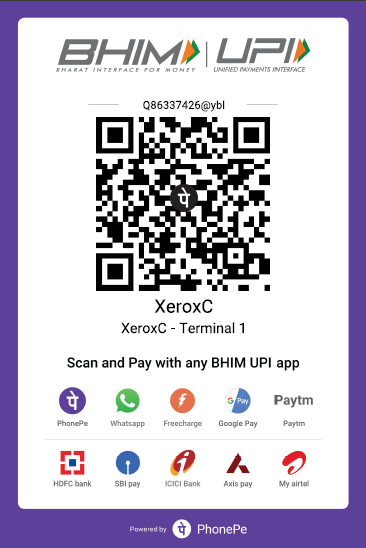 BHIM UPI
BHARAT INTERFACE FOR MONEY UNIFIED PAYMENTS INTERFACE
Q86337426@ybl
पे
XeroxC
XeroxC - Terminal 1
Scan and Pay with any BHIM UPI app
पे G Pay Paytm
PhonePe Whatsapp Freecharge Google Pay Paytm
HDFC bank SBI pay ICICI Bank Axis pay My airtel
Powered by पे PhonePe